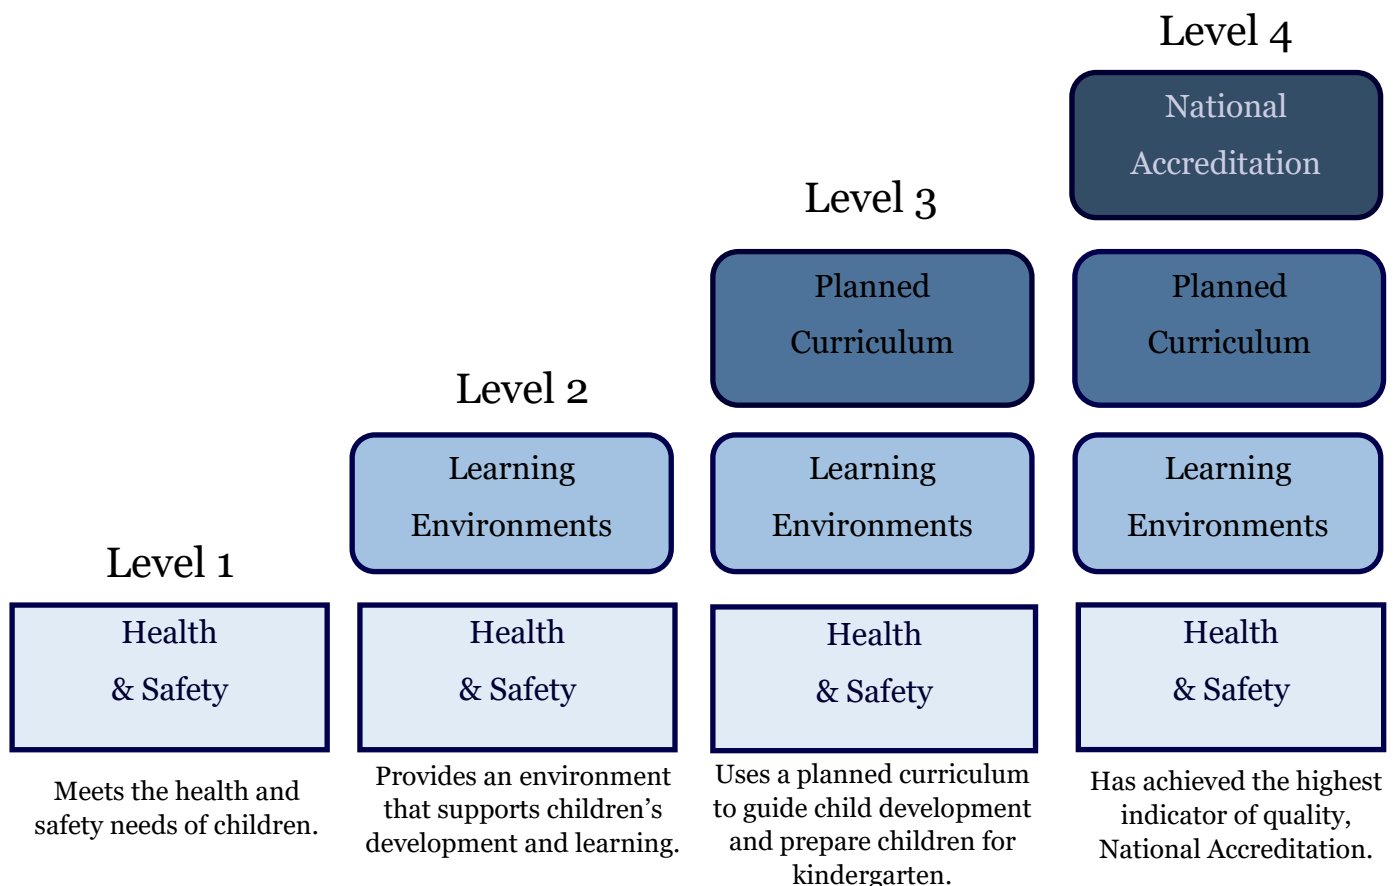 Level 4
National
Accreditation
Level 3
Planned
Curriculum
Planned
Curriculum
Level 2
Learning
Environments
Learning
Environments
Learning
Environments
Level 1
Health
& Safety
Health
& Safety
Health
& Safety
Health
& Safety
Meets the health and
safety needs of children.
Provides an environment
that supports children’s
development and learning.
Uses a planned curriculum
to guide child development
and prepare children for
kindergarten.
Has achieved the highest
indicator of quality,
National Accreditation.